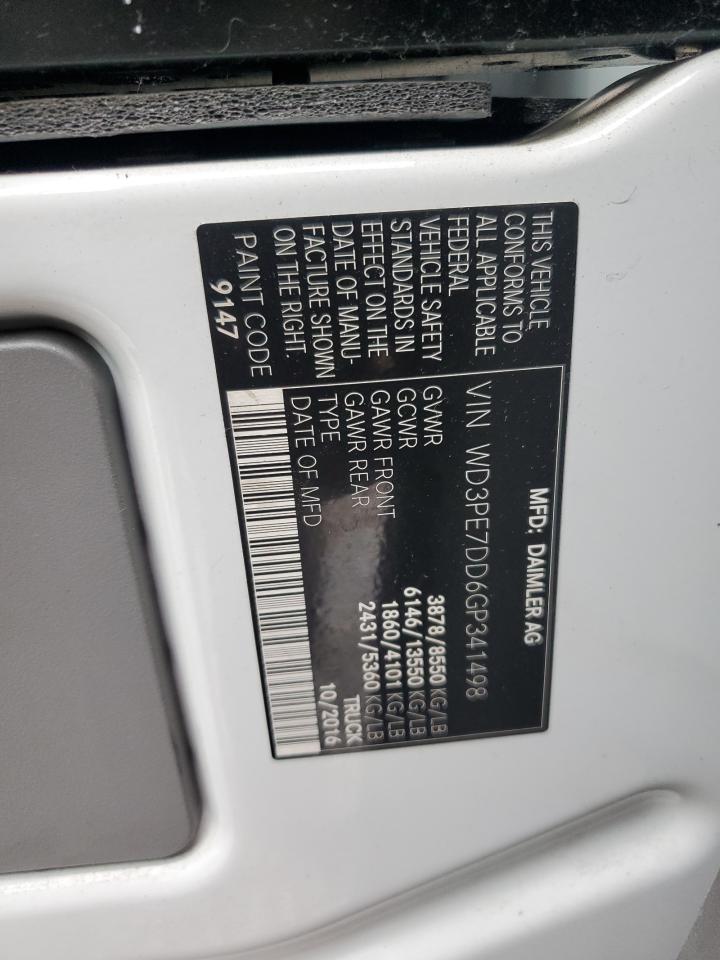 MFD: DAIMLER AG
VIN WD3PE7DD6GP341498
THIS VEHICLE
CONFORMS TO
ALL APPLICABLE
FEDERAL
VEHICLE SAFETY
STANDARDS IN
EFFECT ON THE
DATE OF MANU-
FACTURE SHOWN
ON THE RIGHT.
PAINT CODE
9147
GVWR 3878/8550 KG/LB
GCWR 6146/13550 KG/LB
GAWR FRONT 1860/4101 KG/LB
GAWR REAR 2431/5360 KG/LB
TYPE TRUCK
DATE OF MFD 10/2016